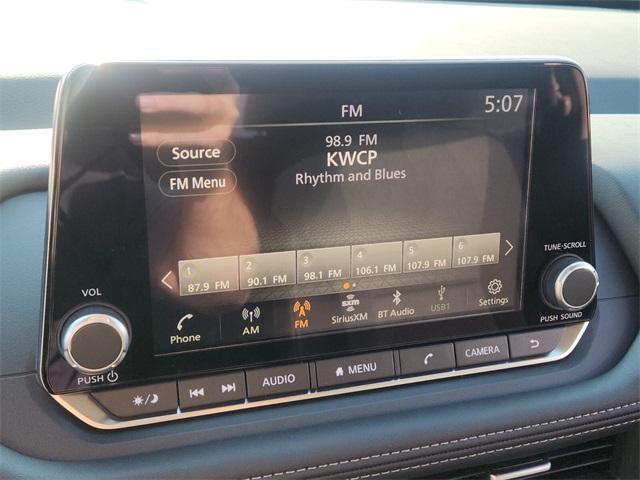 FM
5:07
98.9 FM
Source
KWCP
Rhythm and Blues
FM Menu
1 2 3 4 5 6
87.9 FM 90.1 FM 98.1 FM 106.1 FM 107.9 FM 107.9 FM
Phone AM FM sxm SiriusXM BT Audio USB1 Settings
VOL
PUSH
TUNE·SCROLL
PUSH SOUND
AUDIO MENU CAMERA